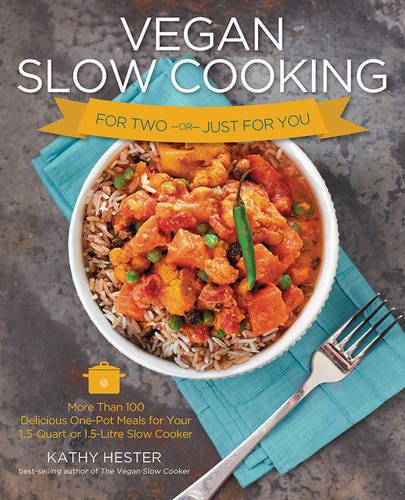 VEGAN
SLOW COOKING
FOR TWO —OR— JUST FOR YOU
More Than 100
Delicious One-Pot Meals for Your
1.5-Quart or 1.5-Litre Slow Cooker
KATHY HESTER
best-selling author of The Vegan Slow Cooker